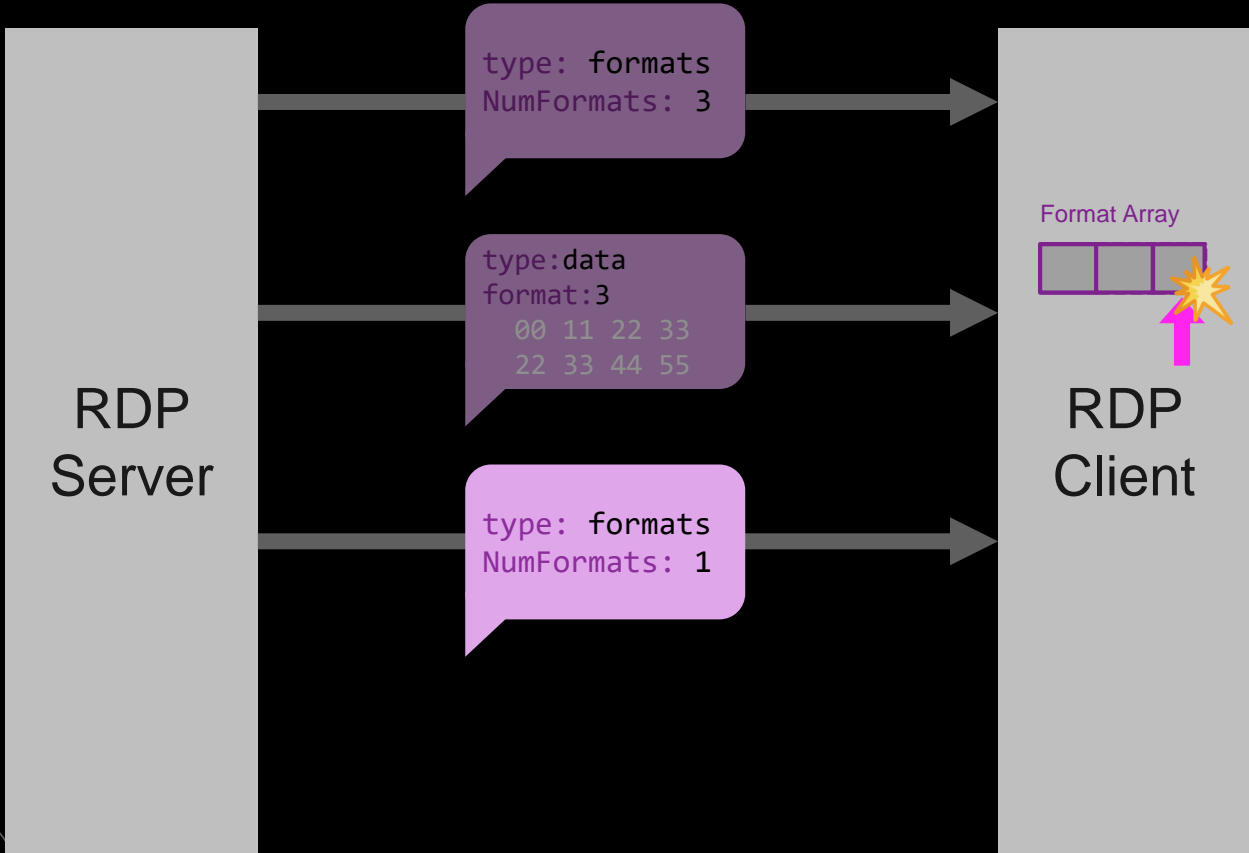 type: formats
NumFormats: 3
Format Array
type:data
format:3
00 11 22 33
22 33 44 55
RDP
Server
RDP
Client
type: formats
NumFormats: 1